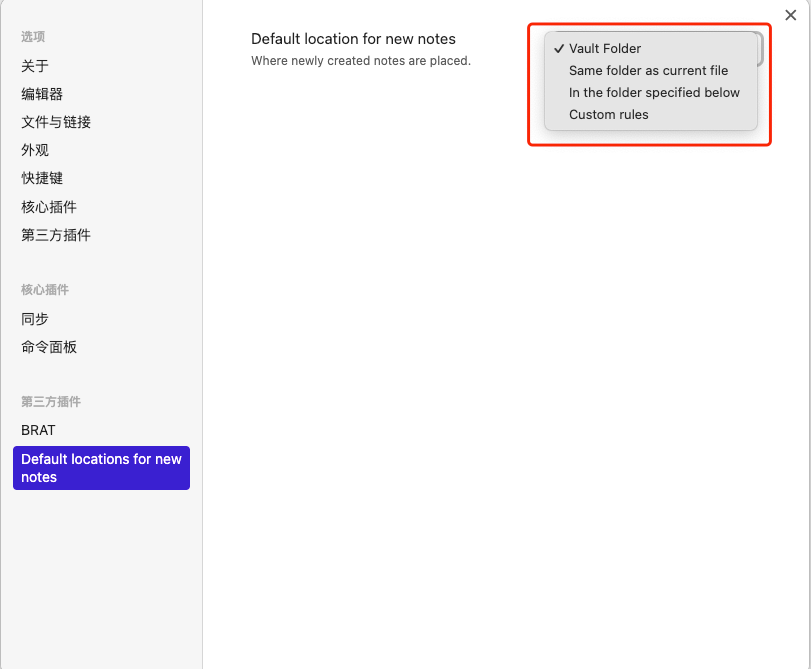 选项
关于
编辑器
文件与链接
外观
快捷键
核心插件
第三方插件
核心插件
同步
命令面板
第三方插件
BRAT
Default locations for new
notes
Default location for new notes
Where newly created notes are placed.
✓ Vault Folder
Same folder as current file
In the folder specified below
Custom rules